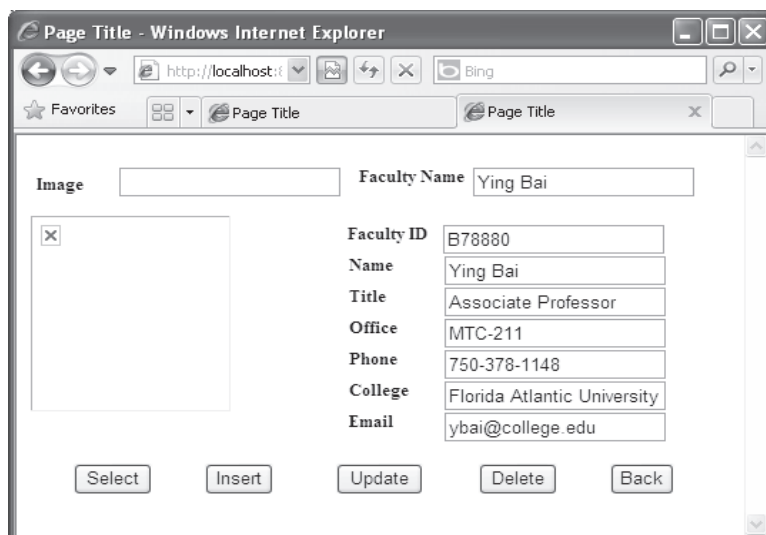 Page Title - Windows Internet Explorer
http://localhost:8
Bing
Favorites
Page Title
Page Title
Image
Faculty Name
Ying Bai
Faculty ID
B78880
Name
Ying Bai
Title
Associate Professor
Office
MTC-211
Phone
750-378-1148
College
Florida Atlantic University
Email
ybai@college.edu
Select
Insert
Update
Delete
Back